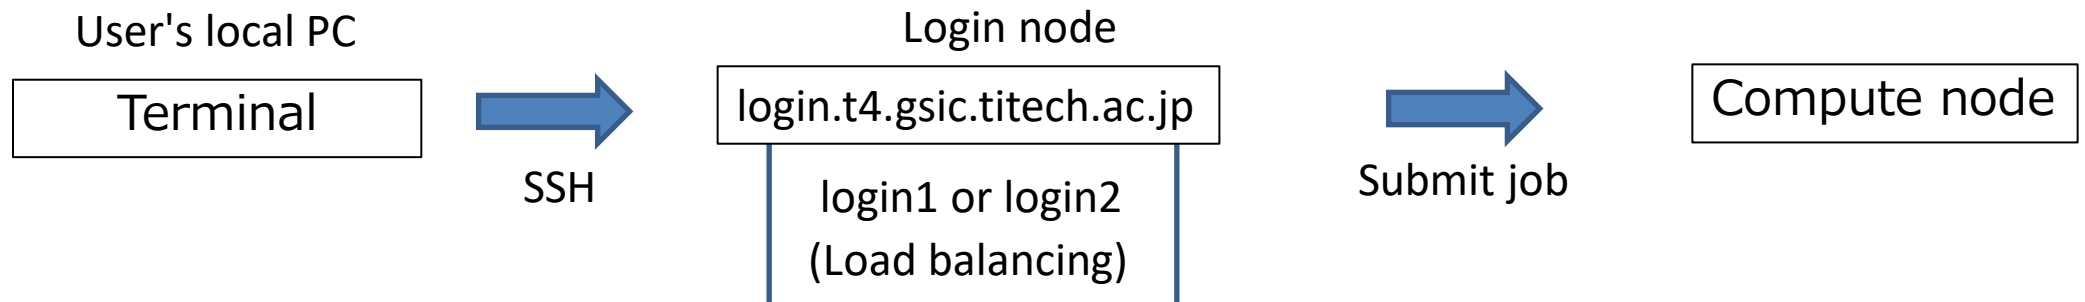 User's local PC
Terminal
SSH
Login node
login.t4.gsic.titech.ac.jp
login1 or login2
(Load balancing)
Submit job
Compute node